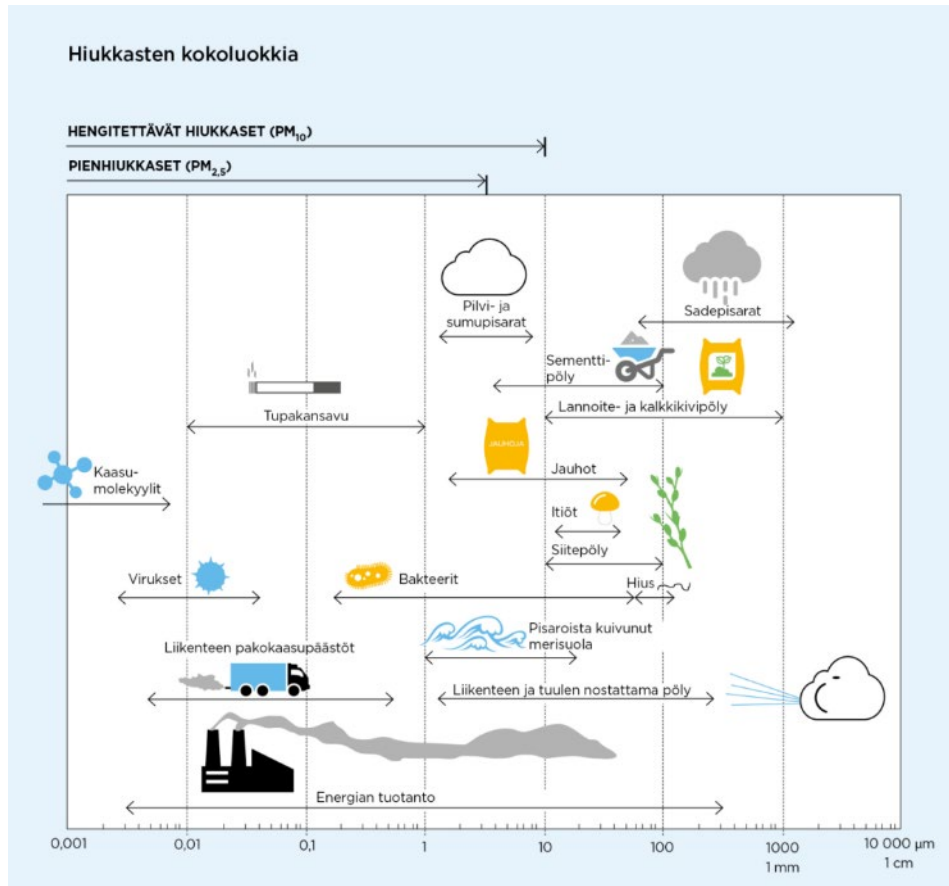 Hiukkasten kokoluokkia
HENGITETTÄVÄT HIUKKASET (PM10)
PIENHIUKKASET (PM2,5)
Pilvi- ja
sumupisarat
Sadepisarat
Sementti-
pöly
Lannoite- ja kalkkikivipöly
Tupakansavu
JAUHOJA
Jauhot
Kaasu-
molekyylit
Itiöt
Siitepöly
Virukset
Bakteerit
Hius
Pisaroista kuivunut
merisuola
Liikenteen pakokaasupäästöt
Liikenteen ja tuulen nostattama pöly
Energian tuotanto
0,001 0,01 0,1 1 10 100 1000 10 000 µm
1 mm 1 cm